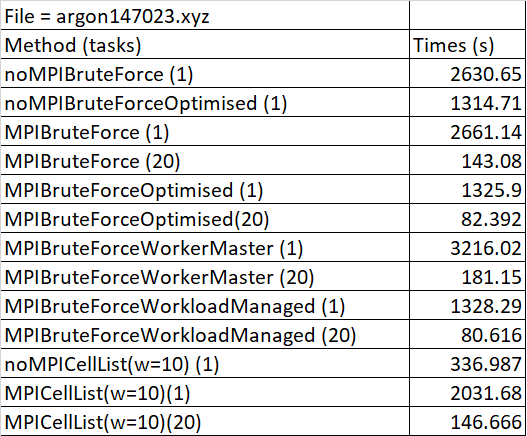 File = argon147023.xyz
Method (tasks) Times (s)
noMPIBruteForce (1) 2630.65
noMPIBruteForceOptimised (1) 1314.71
MPIBruteForce (1) 2661.14
MPIBruteForce (20) 143.08
MPIBruteForceOptimised (1) 1325.9
MPIBruteForceOptimised(20) 82.392
MPIBruteForceWorkerMaster (1) 3216.02
MPIBruteForceWorkerMaster (20) 181.15
MPIBruteForceWorkloadManaged (1) 1328.29
MPIBruteForceWorkloadManaged (20) 80.616
noMPICellList(w=10) (1) 336.987
MPICellList(w=10)(1) 2031.68
MPICellList(w=10)(20) 146.666